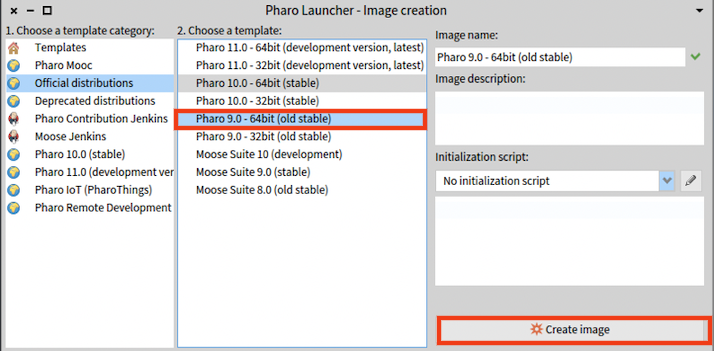 Pharo Launcher - Image creation
1. Choose a template category:
Templates
Pharo Mooc
Official distributions
Deprecated distributions
Pharo Contribution Jenkins
Moose Jenkins
Pharo 10.0 (stable)
Pharo 11.0 (development ver
Pharo IoT (PharoThings)
Pharo Remote Development
2. Choose a template:
Pharo 11.0 - 64bit (development version, latest)
Pharo 11.0 - 32bit (development version, latest)
Pharo 10.0 - 64bit (stable)
Pharo 10.0 - 32bit (stable)
Pharo 9.0 - 64bit (old stable)
Pharo 9.0 - 32bit (old stable)
Moose Suite 10 (development)
Moose Suite 9.0 (stable)
Moose Suite 8.0 (old stable)
Image name:
Pharo 9.0 - 64bit (old stable)
Image description:
Initialization script:
No initialization script
Create image